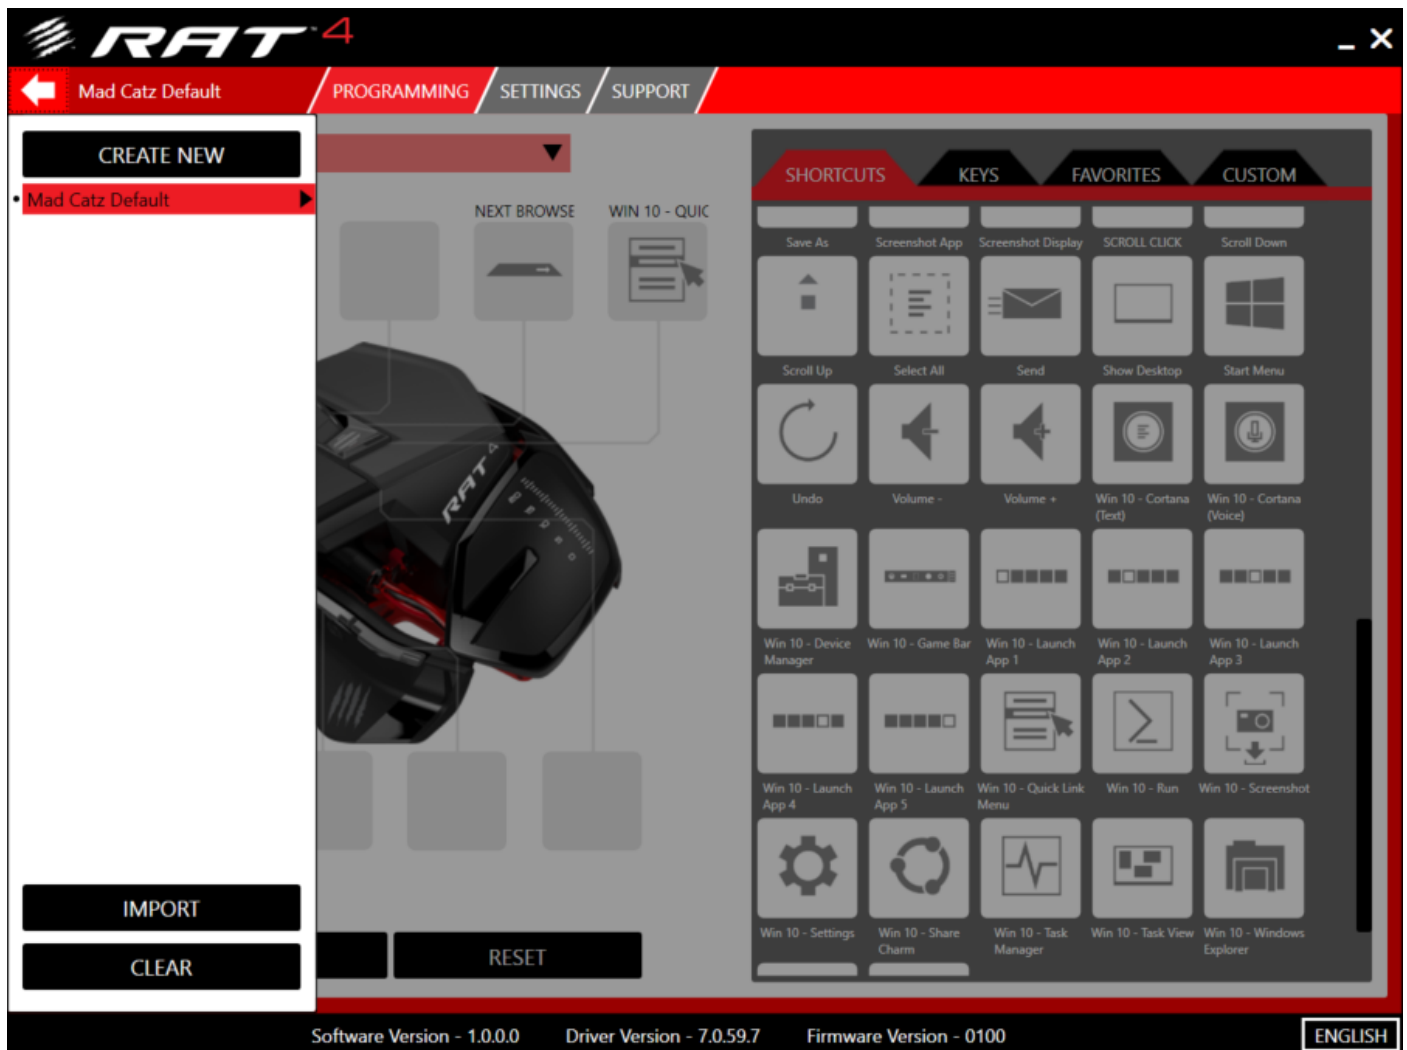 RAT 4
Mad Catz Default
PROGRAMMING
SETTINGS
SUPPORT
CREATE NEW
Mad Catz Default
IMPORT
CLEAR
NEXT BROWSE
WIN 10 - QUIC
RAT 4
RESET
SHORTCUTS
KEYS
FAVORITES
CUSTOM
Save As
Screenshot App
Screenshot Display
SCROLL CLICK
Scroll Down
Scroll Up
Select All
Send
Show Desktop
Start Menu
Undo
Volume -
Volume +
Win 10 - Cortana
(Text)
Win 10 - Cortana
(Voice)
Win 10 - Device
Manager
Win 10 - Game Bar
Win 10 - Launch
App 1
Win 10 - Launch
App 2
Win 10 - Launch
App 3
Win 10 - Launch
App 4
Win 10 - Launch
App 5
Win 10 - Quick Link
Menu
Win 10 - Run
Win 10 - Screenshot
Win 10 - Settings
Win 10 - Share
Charm
Win 10 - Task
Manager
Win 10 - Task View
Win 10 - Windows
Explorer
Software Version - 1.0.0.0
Driver Version - 7.0.59.7
Firmware Version - 0100
ENGLISH